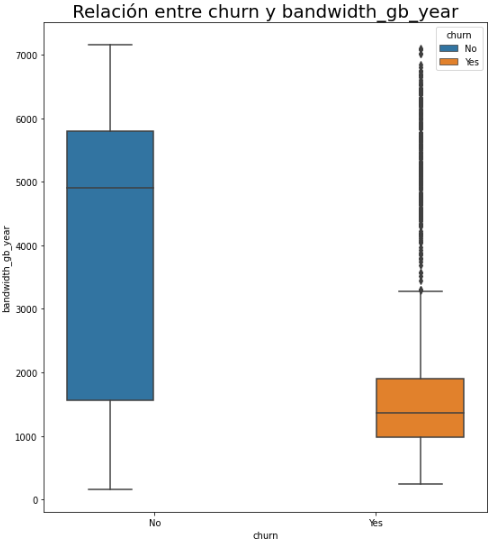 Relación entre churn y bandwidth_gb_year
churn
No
Yes
7000
6000
5000
4000
3000
2000
1000
0
bandwidth_gb_year
No
Yes
churn